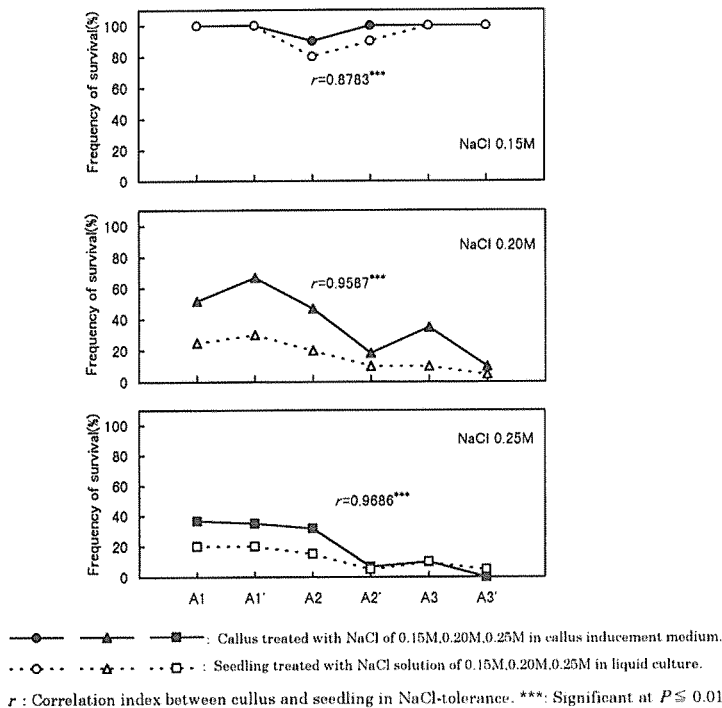 Frequency of survival(%)
100
80
60
40
20
0
r=0.8783***
NaCl 0.15M
Frequency of survival(%)
100
80
60
40
20
0
r=0.9587***
NaCl 0.20M
Frequency of survival(%)
100
80
60
40
20
0
NaCl 0.25M
r=0.9686***
A1 A1' A2 A2' A3 A3'
: Callus treated with NaCl of 0.15M,0.20M,0.25M in callus inducement medium.
: Seedling treated with NaCl solution of 0.15M,0.20M,0.25M in liquid culture.
r : Correlation index between cullus and seedling in NaCl-tolerance. ***: Significant at P≦ 0.01